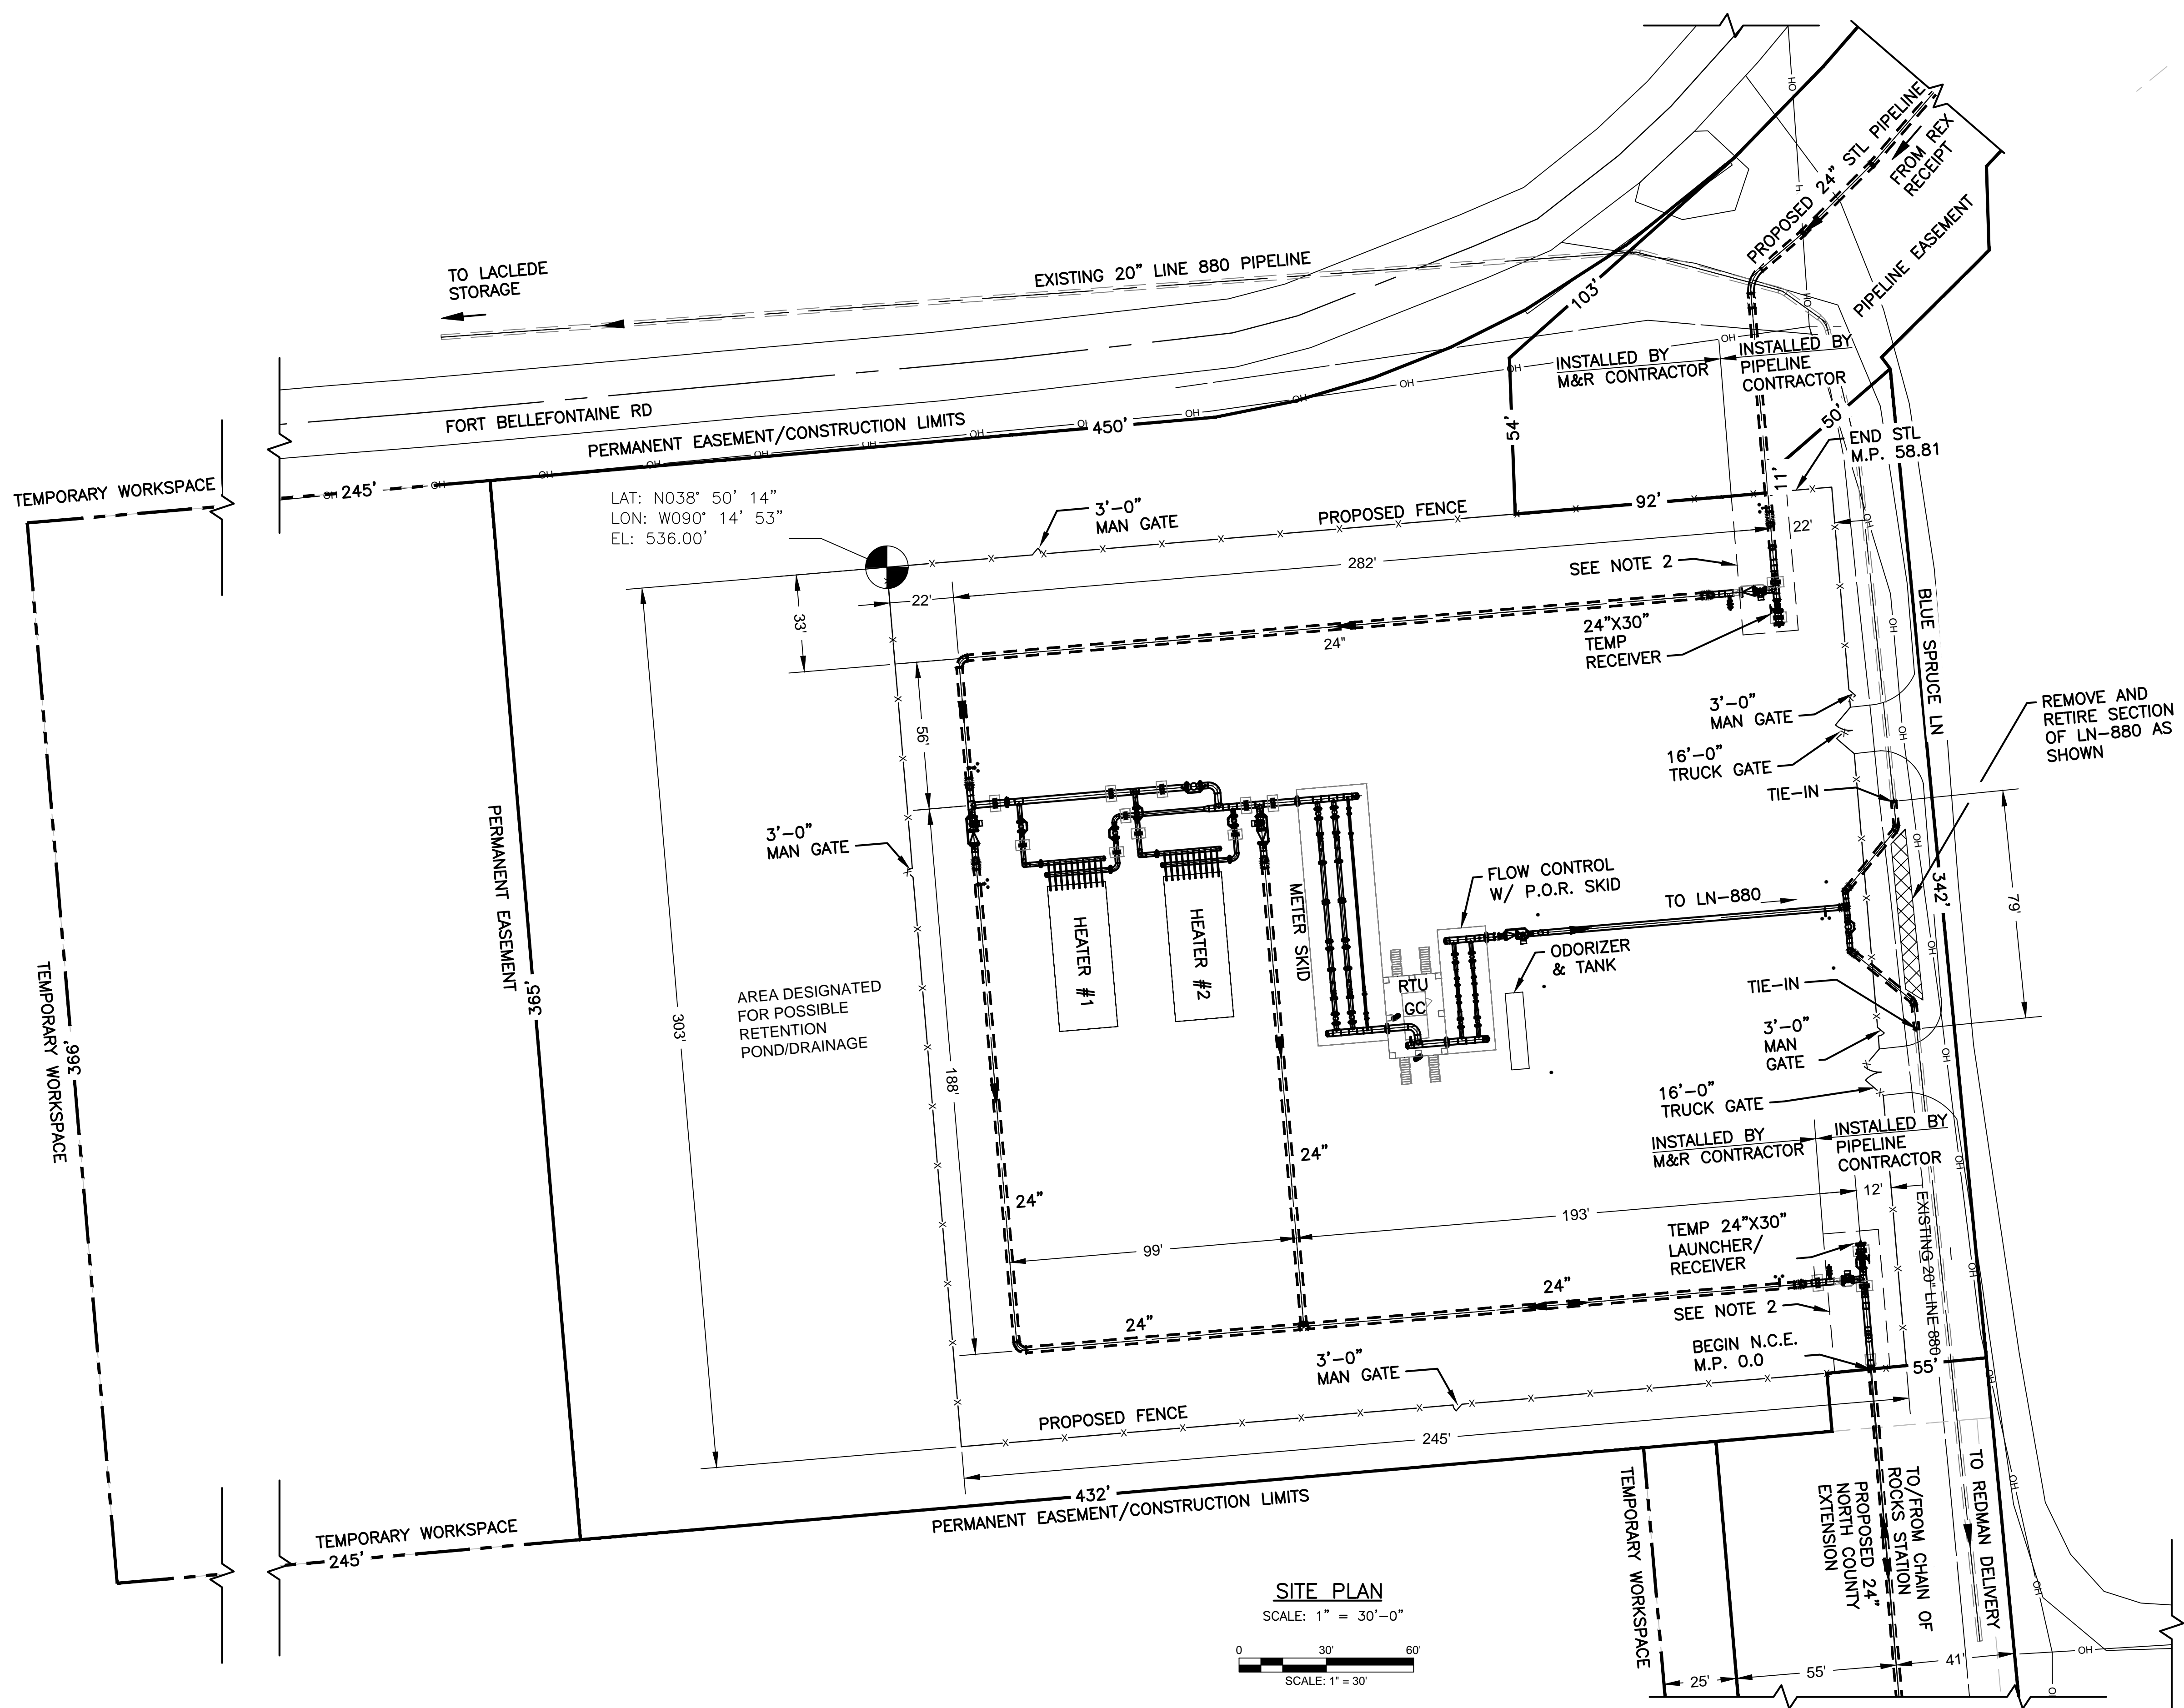 TO LACLEDE
STORAGE
EXISTING 20" LINE 880 PIPELINE
PROPOSED 24" STL PIPELINE
FROM REX
RECEIPT
PIPELINE EASEMENT
103'
INSTALLED BY
M&R CONTRACTOR
INSTALLED BY
PIPELINE
CONTRACTOR
FORT BELLEFONTAINE RD
PERMANENT EASEMENT/CONSTRUCTION LIMITS
450'
54'
50'
END STL
M.P. 58.81
11'
TEMPORARY WORKSPACE
245'
LAT: N038° 50' 14"
LON: W090° 14' 53"
EL: 536.00'
3'-0"
MAN GATE
PROPOSED FENCE
92'
22'
282'
SEE NOTE 2
22'
33'
24"
24"X30"
TEMP
RECEIVER
BLUE SPRUCE LN
3'-0"
MAN GATE
16'-0"
TRUCK GATE
REMOVE AND
RETIRE SECTION
OF LN-880 AS
SHOWN
TIE-IN
56'
3'-0"
MAN GATE
PERMANENT EASEMENT
365'
HEATER #1
HEATER #2
METER SKID
FLOW CONTROL
W/ P.O.R. SKID
TO LN-880
342'
79'
ODORIZER
& TANK
RTU
GC
TIE-IN
AREA DESIGNATED
FOR POSSIBLE
RETENTION
POND/DRAINAGE
303'
188'
TEMPORARY WORKSPACE
366'
3'-0"
MAN
GATE
16'-0"
TRUCK GATE
INSTALLED BY
M&R CONTRACTOR
INSTALLED BY
PIPELINE
CONTRACTOR
24"
24"
12'
193'
99'
TEMP 24"X30"
LAUNCHER/
RECEIVER
EXISTING 20" LINE 880
24"
24"
SEE NOTE 2
BEGIN N.C.E.
M.P. 0.0
55'
3'-0"
MAN GATE
PROPOSED FENCE
245'
432'
PERMANENT EASEMENT/CONSTRUCTION LIMITS
TEMPORARY WORKSPACE
245'
TEMPORARY WORKSPACE
TO/FROM CHAIN OF
ROCKS STATION
PROPOSED 24"
NORTH COUNTY
EXTENSION
TO REDMAN DELIVERY
25'
55'
41'
SITE PLAN
SCALE: 1" = 30'-0"
0 30' 60'
SCALE: 1" = 30'